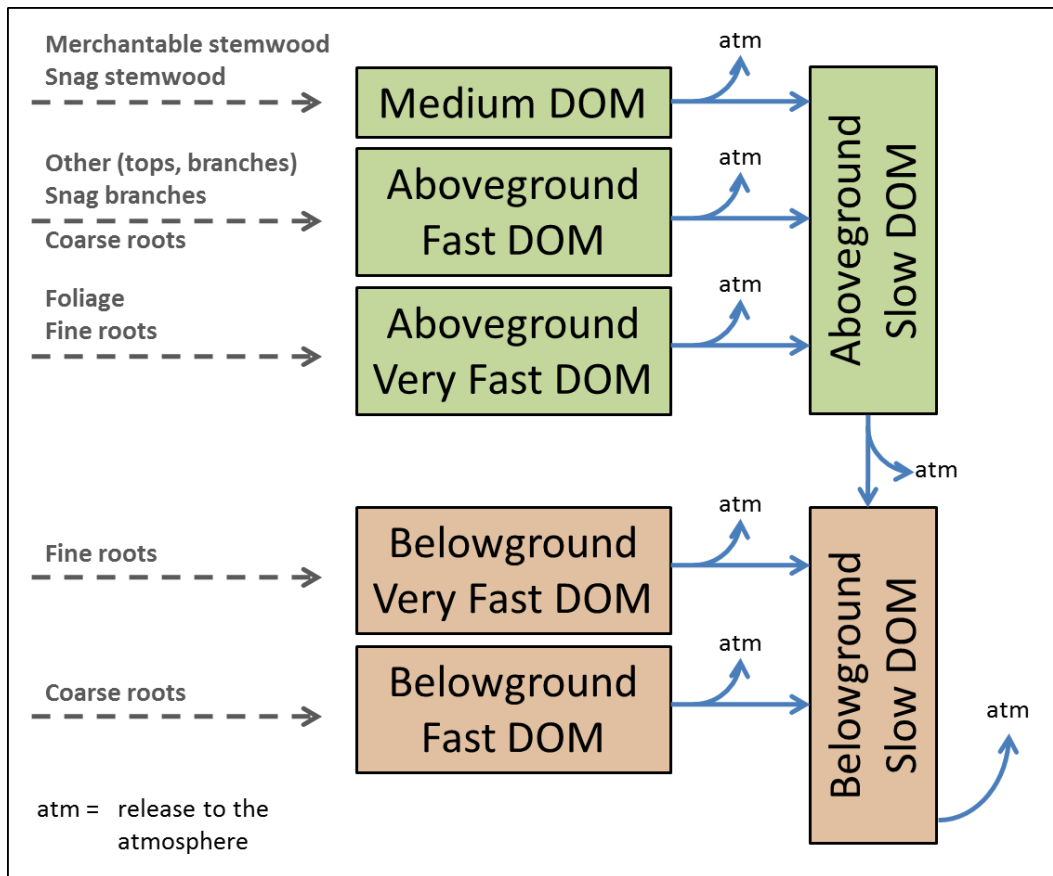 Merchantable stemwood
Snag stemwood
Medium DOM
atm
Other (tops, branches)
Snag branches
Coarse roots
Aboveground
Fast DOM
atm
Foliage
Fine roots
Aboveground
Very Fast DOM
atm
Aboveground
Slow DOM
atm
Fine roots
Belowground
Very Fast DOM
atm
Coarse roots
Belowground
Fast DOM
atm
Belowground
Slow DOM
atm
atm = release to the
atmosphere